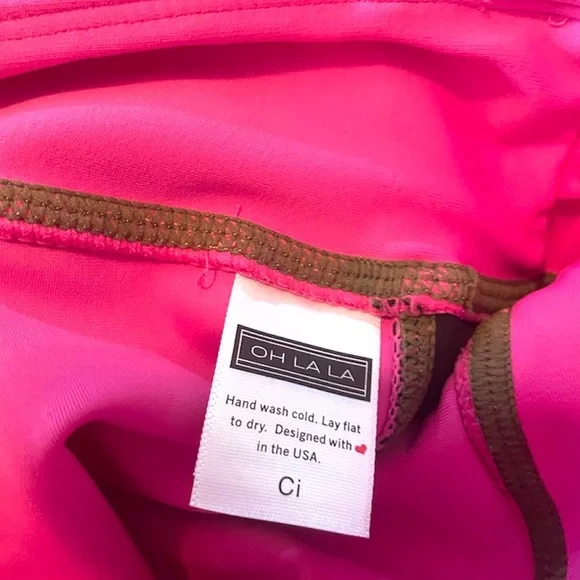 OH LA LA
Hand wash cold. Lay flat
to dry. Designed with
in the USA.
Ci